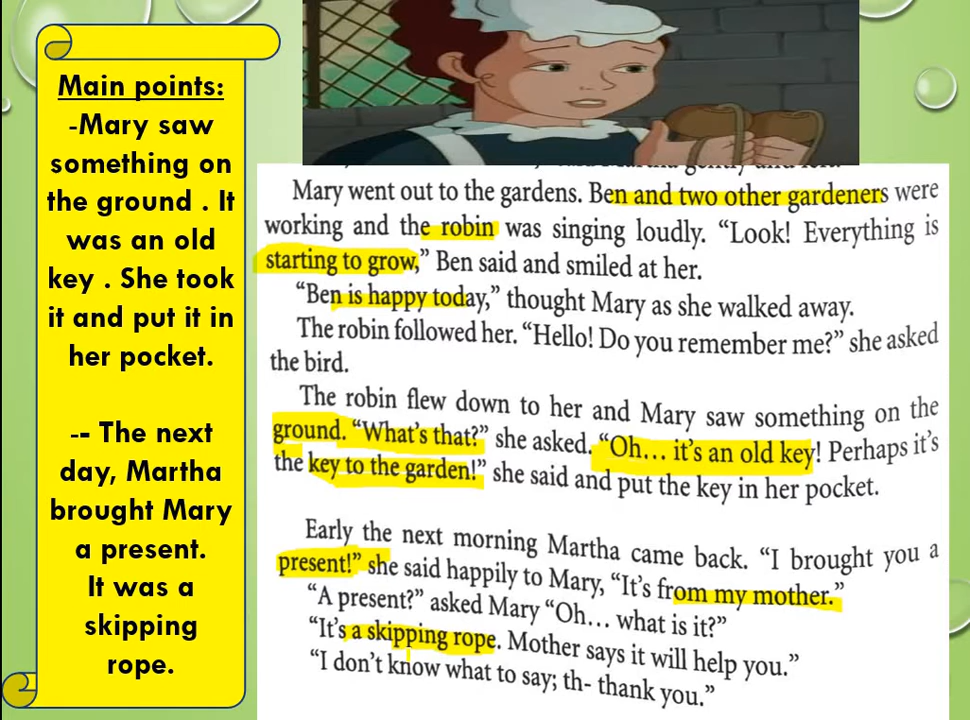 Main points:
-Mary saw
something on
the ground . It
was an old
key . She took
it and put it in
her pocket.
-- The next
day, Martha
brought Mary
a present.
It was a
skipping
rope.
Mary went out to the gardens. Ben and two other gardeners were
working and the robin was singing loudly. “Look! Everything is
starting to grow,” Ben said and smiled at her.
“Ben is happy today,” thought Mary as she walked away.
The robin followed her. “Hello! Do you remember me?” she asked
the bird.
The robin flew down to her and Mary saw something on the
ground. “What’s that?” she asked. “Oh... it’s an old key! Perhaps it’s
the key to the garden!” she said and put the key in her pocket.
Early the next morning Martha came back. “I brought you a
present!” she said happily to Mary, “It’s from my mother.”
“A present?” asked Mary “Oh... what is it?”
“It’s a skipping rope. Mother says it will help you.”
“I don’t know what to say; th- thank you.”